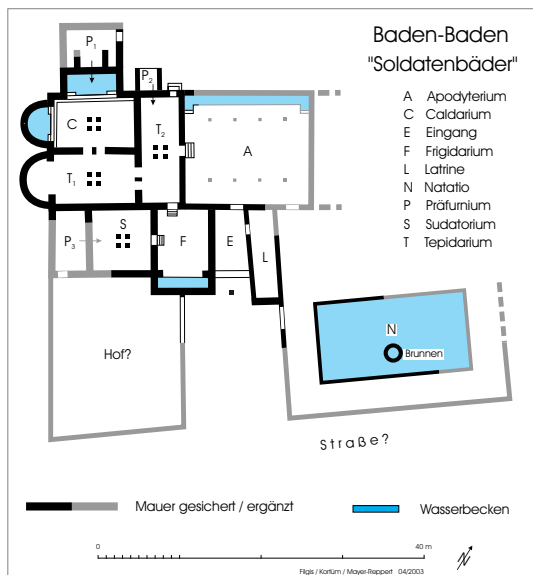 Baden-Baden
"Soldatenbäder"
A Apodyterium
C Caldarium
E Eingang
F Frigidarium
L Latrine
N Natatio
P Präfurnium
S Sudatorium
T Tepidarium
P1
P2
C
T2
A
T1
S
P3
F
E
L
N
Brunnen
Hof?
Straße?
Mauer gesichert / ergänzt
Wasserbecken
0
40 m
Filgis / Kortüm / Mayer-Reppert 04/2003
N